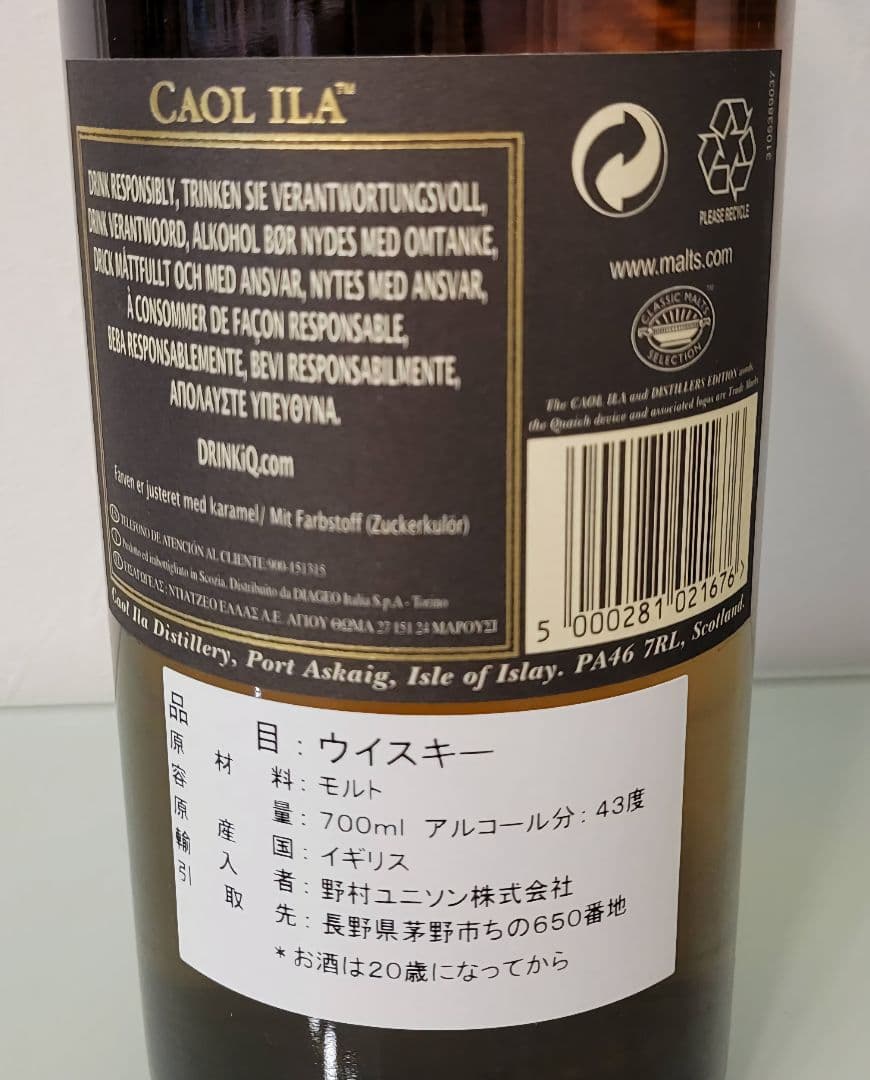 CAOL ILA™
DRINK RESPONSIBLY, TRINKEN SIE VERANTWORTUNGSVOLL,
DRINK VERANTWOORD, ALKOHOL BØR NYDES MED OMTANKE,
DRICK MÅTTFULLT OCH MED ANSVAR, NYTES MED ANSVAR,
À CONSOMMER DE FAÇON RESPONSABLE,
BEBA RESPONSABLEMENTE, BEVI RESPONSABILMENTE,
ΑΠΟΛΑΥΣΤΕ ΥΠΕΥΘΥΝΑ.
DRINKiQ.com
Farven er justeret med karamel/ Mit Farbstoff (Zuckerkulör)
TELÉFONO DE ATENCIÓN AL CLIENTE 900-151315
Prodotto ed imbottigliato in Scozia. Distribuito da DIAGEO Italia S.p.A - Torino
ΕΙΣΑΓΩΓΕΑΣ: ΝΤΙΑΤΖΕΟ ΕΛΛΑΣ Α.Ε. ΑΓΙΟΥ ΘΩΜΑ 27 151 24 ΜΑΡΟΥΣΙ
PLEASE RECYCLE
3105389037
www.malts.com
CLASSIC MALTS™
SELECTION
The CAOL ILA and DISTILLERS EDITION words,
the Quaich device and associated logos are Trade Marks
5 000281 021676 >
Caol Ila Distillery, Port Askaig, Isle of Islay. PA46 7RL, Scotland.
品目:ウイスキー
原材料:モルト
容量:700ml アルコール分:43度
原産国:イギリス
輸入者:野村ユニソン株式会社
引取先:長野県茅野市ちの650番地
*お酒は20歳になってから